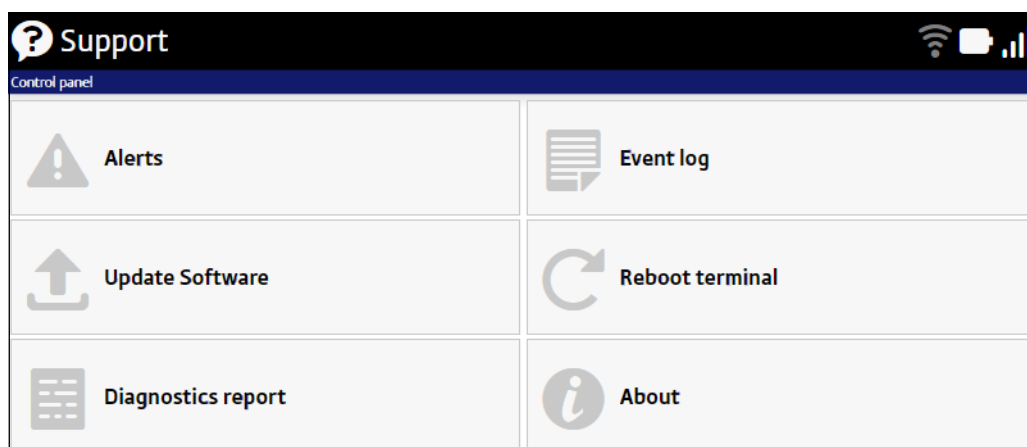 Support
Control panel
Alerts
Event log
Update Software
Reboot terminal
Diagnostics report
About